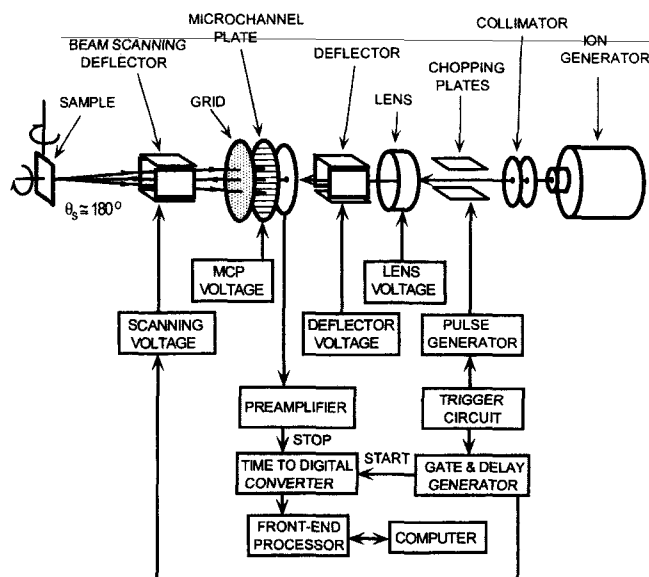 MICROCHANNEL
PLATE
COLLIMATOR
BEAM SCANNING
DEFLECTOR
DEFLECTOR
CHOPPING
PLATES
ION
GENERATOR
SAMPLE
GRID
LENS
θs ≃ 180°
MCP
VOLTAGE
LENS
VOLTAGE
SCANNING
VOLTAGE
DEFLECTOR
VOLTAGE
PULSE
GENERATOR
PREAMPLIFIER
TRIGGER
CIRCUIT
STOP
START
TIME TO DIGITAL
CONVERTER
GATE & DELAY
GENERATOR
FRONT-END
PROCESSOR
COMPUTER